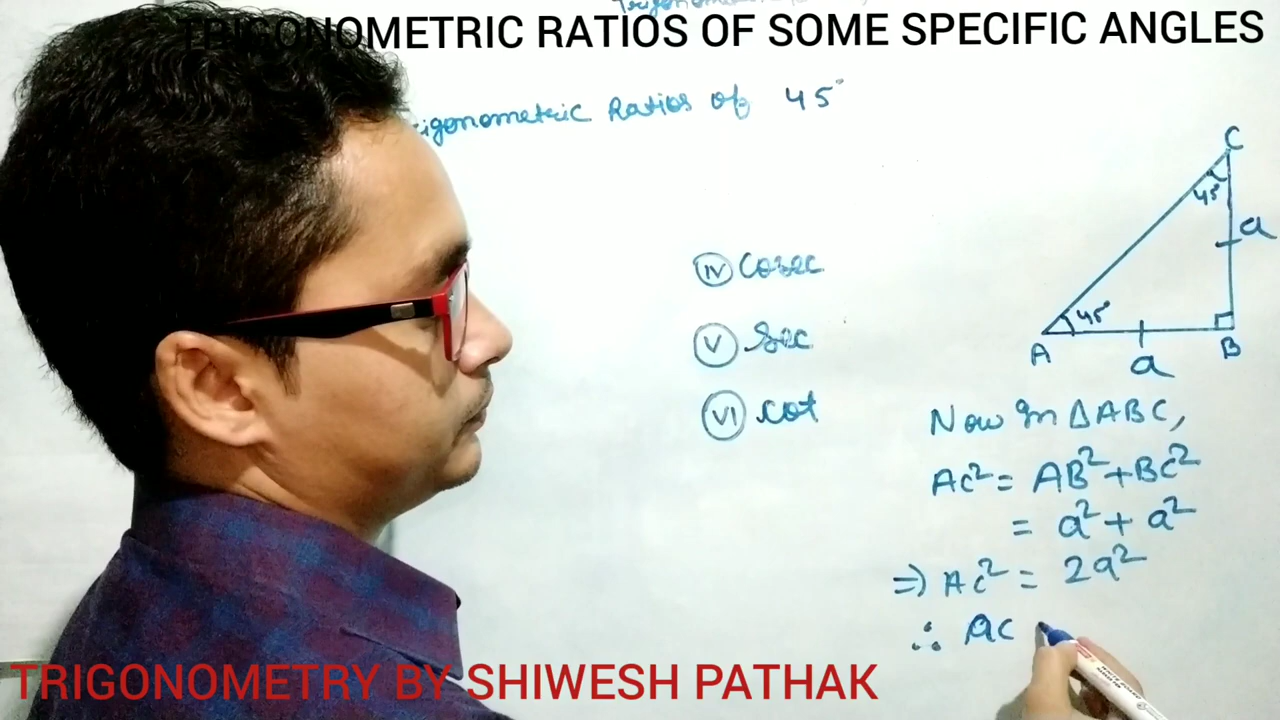 TRIGONOMETRIC RATIOS OF SOME SPECIFIC ANGLES
rigonometric Ratios of 45°
C
45°
a
45°
A
a
B
IV cosec
V sec
VI cot
Now In ΔABC,
AC² = AB² + BC²
= a² + a²
⇒ AC² = 2a²
∴ AC
TRIGONOMETRY BY SHIWESH PATHAK